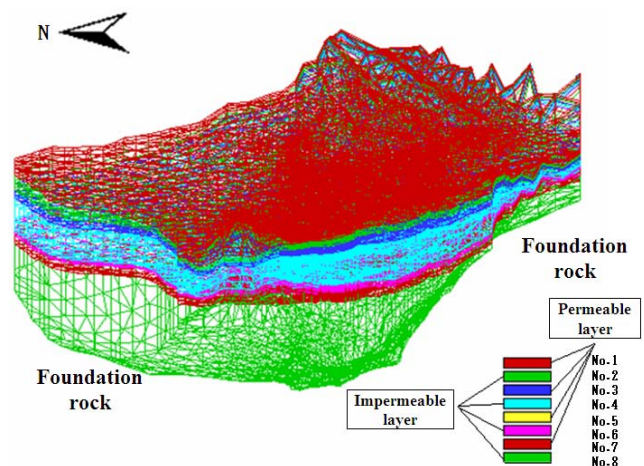 N
Foundation
rock
Permeable
layer
Foundation
rock
Impermeable
layer
No.1
No.2
No.3
No.4
No.5
No.6
No.7
No.8